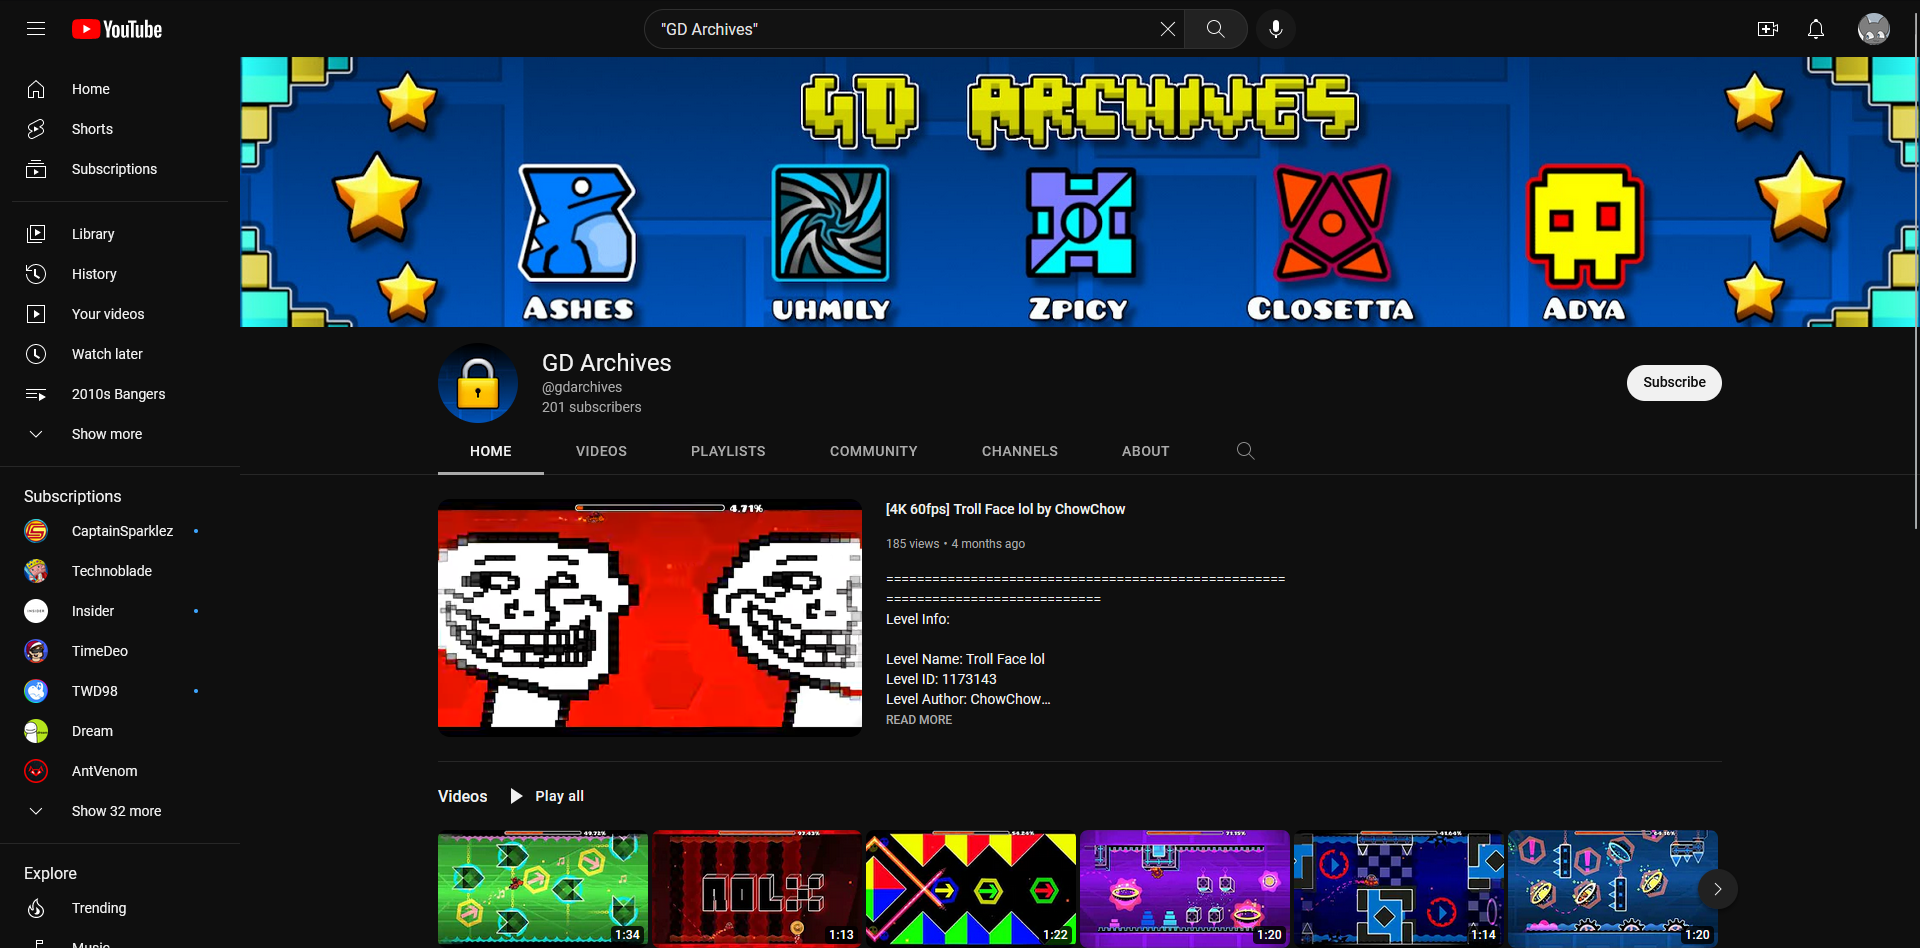 YouTube
"GD Archives"
Home
Shorts
Subscriptions
Library
History
Your videos
Watch later
2010s Bangers
Show more
Subscriptions
CaptainSparklez
Technoblade
Insider
TimeDeo
TWD98
Dream
AntVenom
Show 32 more
Explore
Trending
Music
GD ARCHIVES
ASHES
UHMILY
ZPICY
CLOSETTA
ADYA
GD Archives
@gdarchives
201 subscribers
Subscribe
HOME
VIDEOS
PLAYLISTS
COMMUNITY
CHANNELS
ABOUT
4.71%
[4K 60fps] Troll Face lol by ChowChow
185 views • 4 months ago
====================================================
============================
Level Info:
Level Name: Troll Face lol
Level ID: 1173143
Level Author: ChowChow...
READ MORE
Videos
Play all
1:34
1:13
1:22
1:20
1:14
1:20